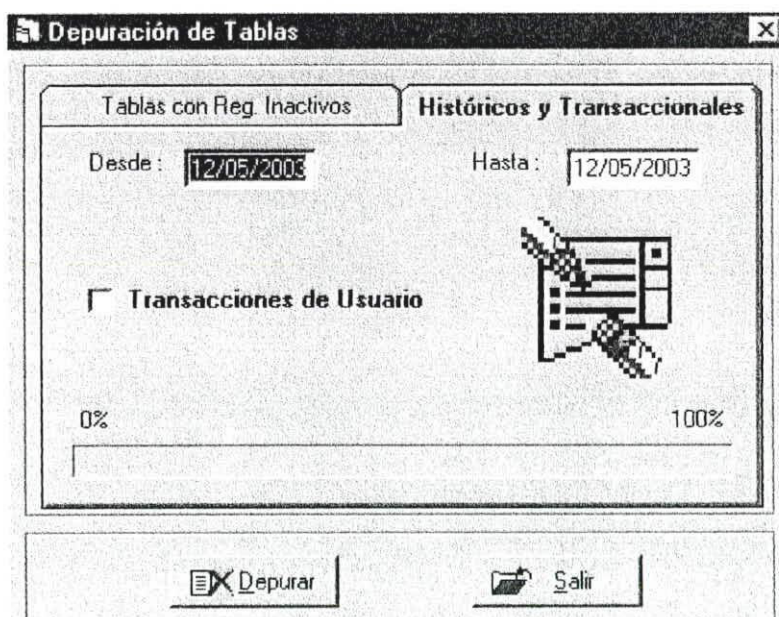 Depuración de Tablas
Tablas con Reg. Inactivos Históricos y Transaccionales
Desde : 12/05/2003 Hasta : 12/05/2003
Transacciones de Usuario
0% 100%
Depurar Salir